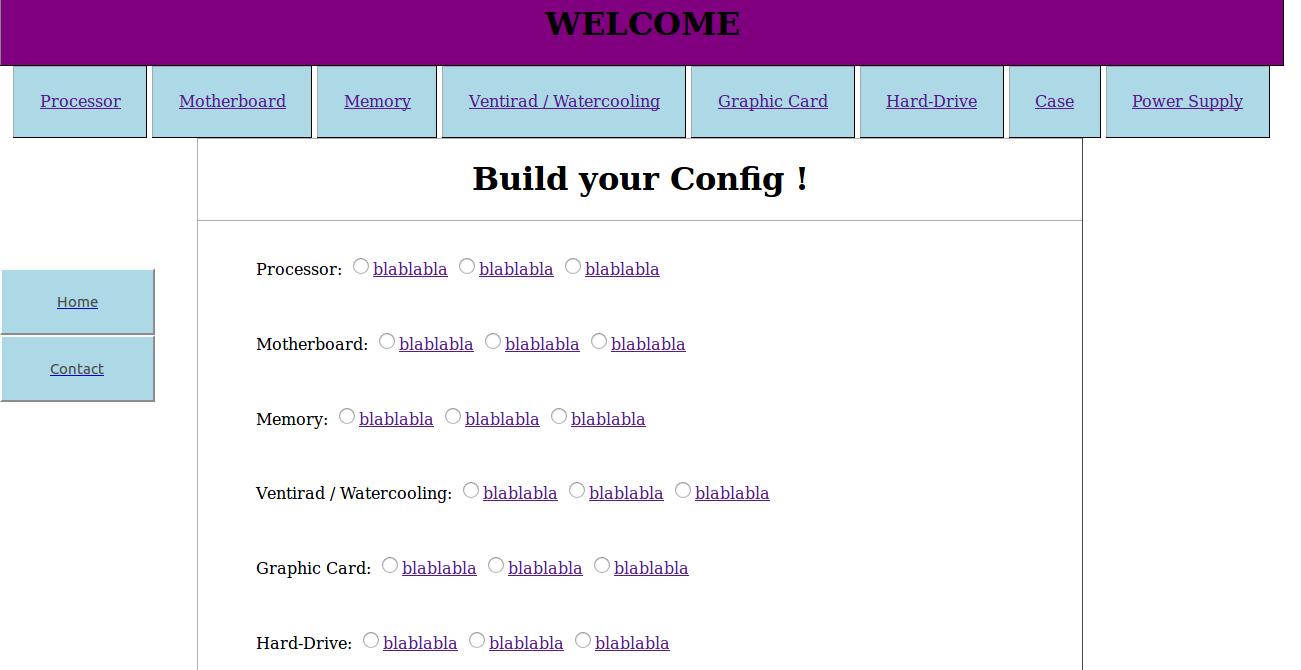 WELCOME
Processor Motherboard Memory Ventirad / Watercooling Graphic Card Hard-Drive Case Power Supply
Build your Config !
Processor: blablabla blablabla blablabla
Home
Motherboard: blablabla blablabla blablabla
Contact
Memory: blablabla blablabla blablabla
Ventirad / Watercooling: blablabla blablabla blablabla
Graphic Card: blablabla blablabla blablabla
Hard-Drive: blablabla blablabla blablabla